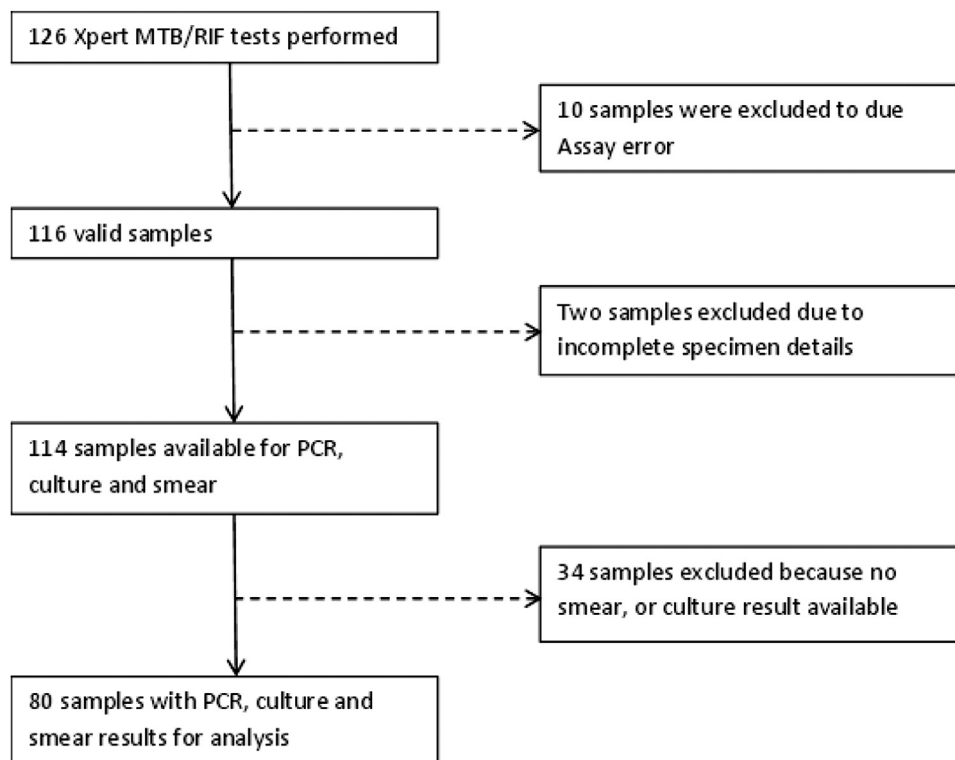 126 Xpert MTB/RIF tests performed
10 samples were excluded to due
Assay error
116 valid samples
Two samples excluded due to
incomplete specimen details
114 samples available for PCR,
culture and smear
34 samples excluded because no
smear, or culture result available
80 samples with PCR, culture and
smear results for analysis